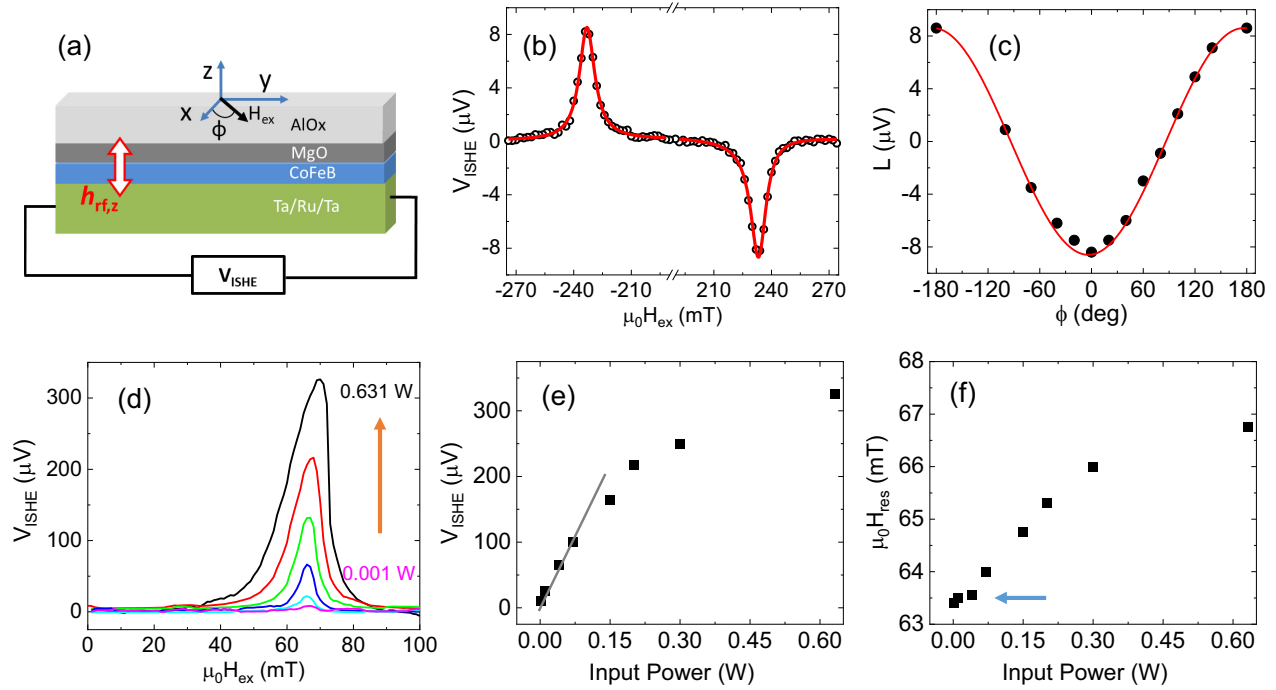 (a)
z
y
x
H_ex
ϕ
AlOx
MgO
CoFeB
Ta/Ru/Ta
h_rf,z
V_ISHE
(b)
V_ISHE (μV)
8
4
0
-4
-8
-270 -240 -210 210 240 270
μ₀H_ex (mT)
(c)
L (μV)
8
4
0
-4
-8
-180 -120 -60 0 60 120 180
ϕ (deg)
(d)
0.631 W
0.001 W
V_ISHE (μV)
300
200
100
0
0 20 40 60 80 100
μ₀H_ex (mT)
(e)
V_ISHE (μV)
300
200
100
0
0.00 0.15 0.30 0.45 0.60
Input Power (W)
(f)
μ₀H_res (mT)
68
67
66
65
64
63
0.00 0.15 0.30 0.45 0.60
Input Power (W)